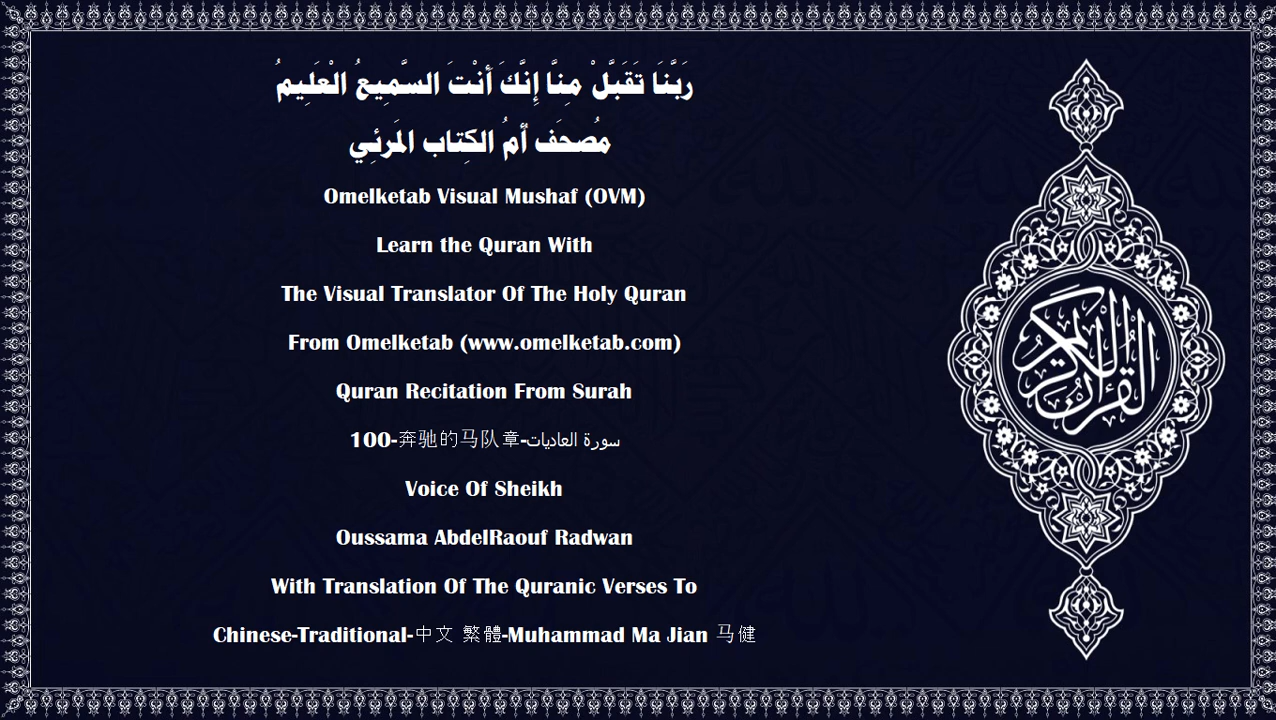 رَبَّنَا تَقَبَّلْ مِنَّا إِنَّكَ أَنْتَ السَّمِيعُ الْعَلِيمُ
مُصحَف أمُ الكِتاب المَرئِي
Omelketab Visual Mushaf (OVM)
Learn the Quran With
The Visual Translator Of The Holy Quran
From Omelketab (www.omelketab.com)
Quran Recitation From Surah
100-奔驰的马队章-سورة العاديات
Voice Of Sheikh
Oussama AbdelRaouf Radwan
With Translation Of The Quranic Verses To
Chinese-Traditional-中文 繁體-Muhammad Ma Jian 马健
القرآن الكريم